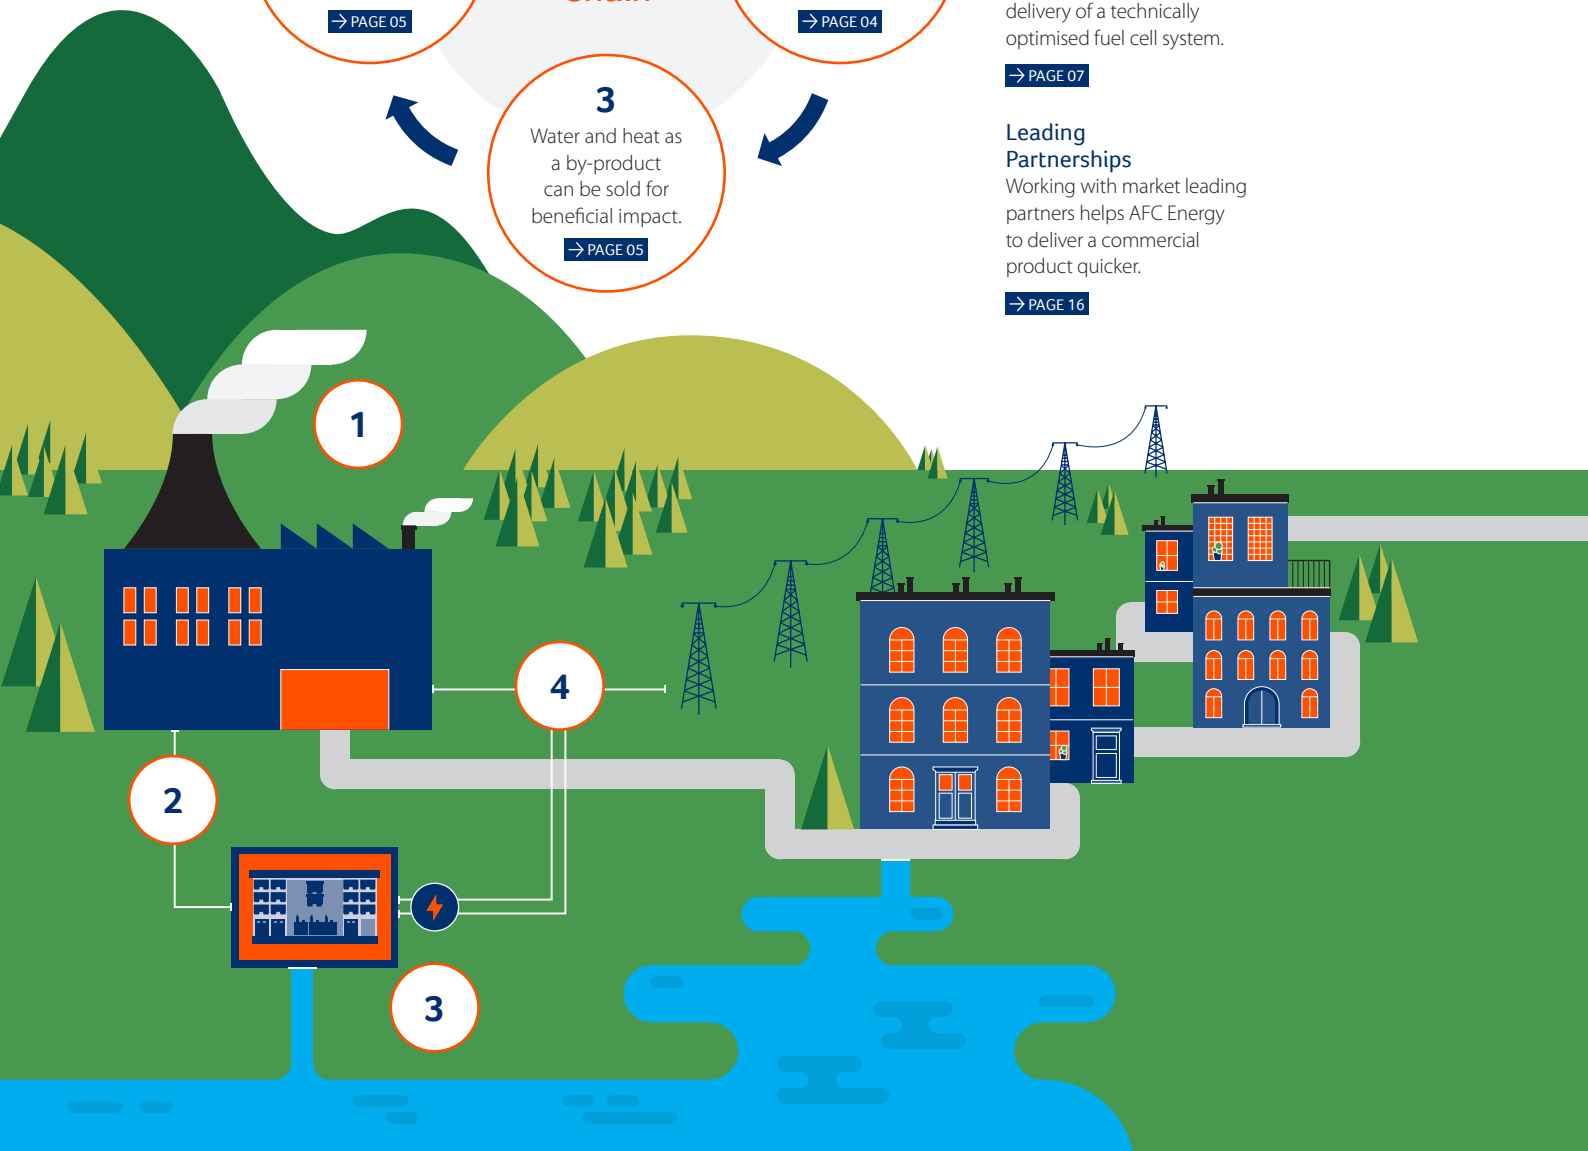 → PAGE 05
→ PAGE 04
3
Water and heat as
a by-product
can be sold for
beneficial impact.
→ PAGE 05
delivery of a technically
optimised fuel cell system.
→ PAGE 07
Leading
Partnerships
Working with market leading
partners helps AFC Energy
to deliver a commercial
product quicker.
→ PAGE 16
1
4
2
3